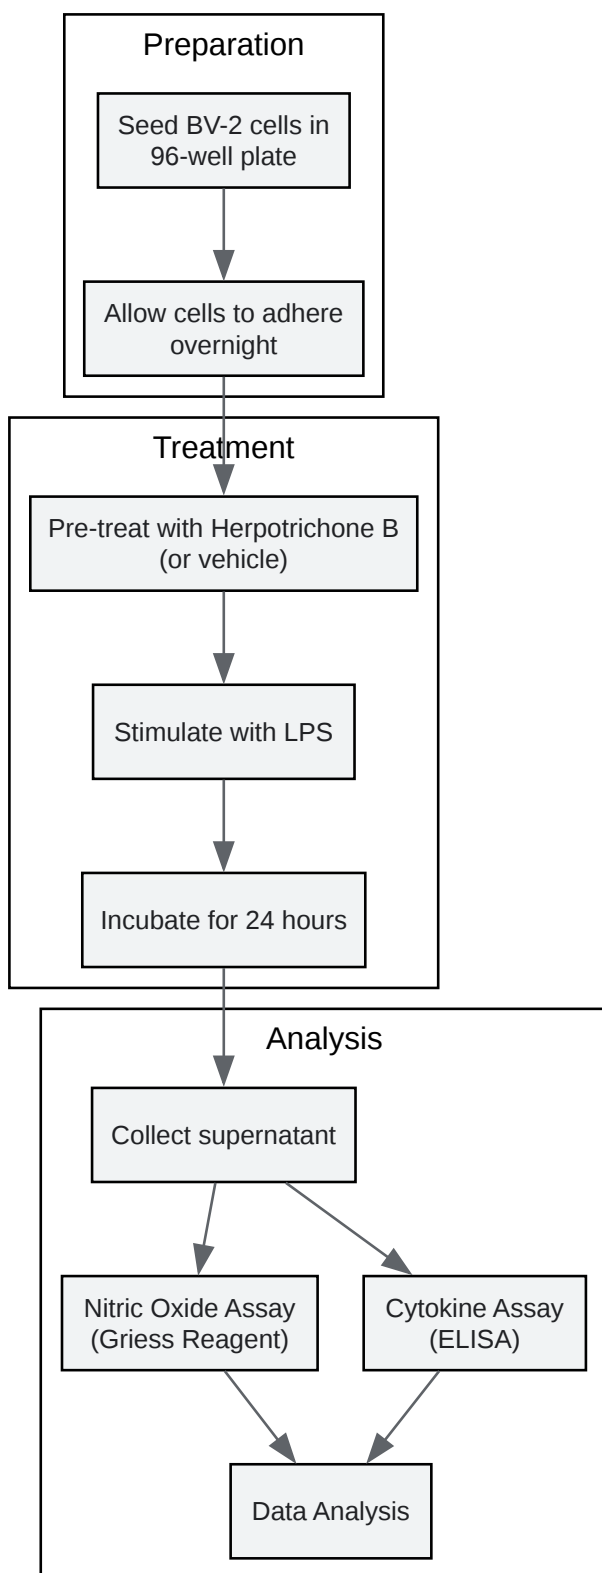 Preparation
Seed BV-2 cells in
96-well plate
Allow cells to adhere
overnight
Treatment
Pre-treat with Herpotrichone B
(or vehicle)
Stimulate with LPS
Incubate for 24 hours
Analysis
Collect supernatant
Nitric Oxide Assay
(Griess Reagent)
Cytokine Assay
(ELISA)
Data Analysis